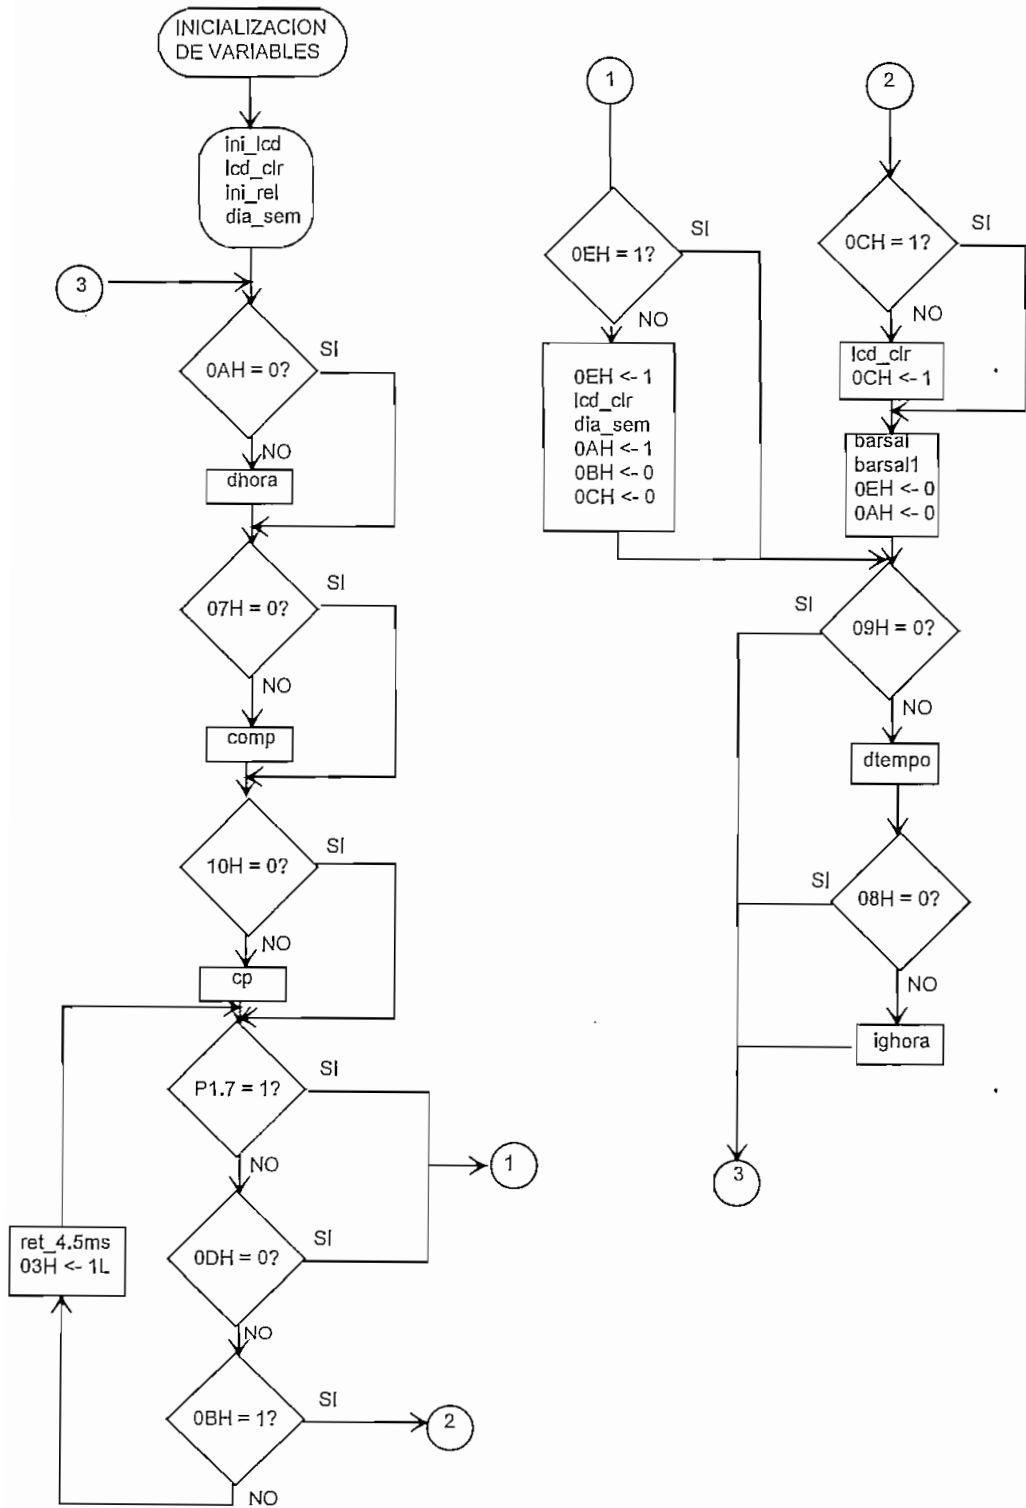 INICIALIZACION
DE VARIABLES
ini_lcd
lcd_clr
ini_rel
dia_sem
3
0AH = 0?
SI
NO
dhora
07H = 0?
SI
NO
comp
10H = 0?
SI
NO
cp
P1.7 = 1?
SI
NO
1
0DH = 0?
SI
NO
ret_4.5ms
03H <- 1L
0BH = 1?
SI
2
NO
1
0EH = 1?
SI
NO
0EH <- 1
lcd_clr
dia_sem
0AH <- 1
0BH <- 0
0CH <- 0
2
0CH = 1?
SI
NO
lcd_clr
0CH <- 1
barsal
barsal1
0EH <- 0
0AH <- 0
09H = 0?
SI
NO
dtempo
08H = 0?
SI
NO
ighora
3